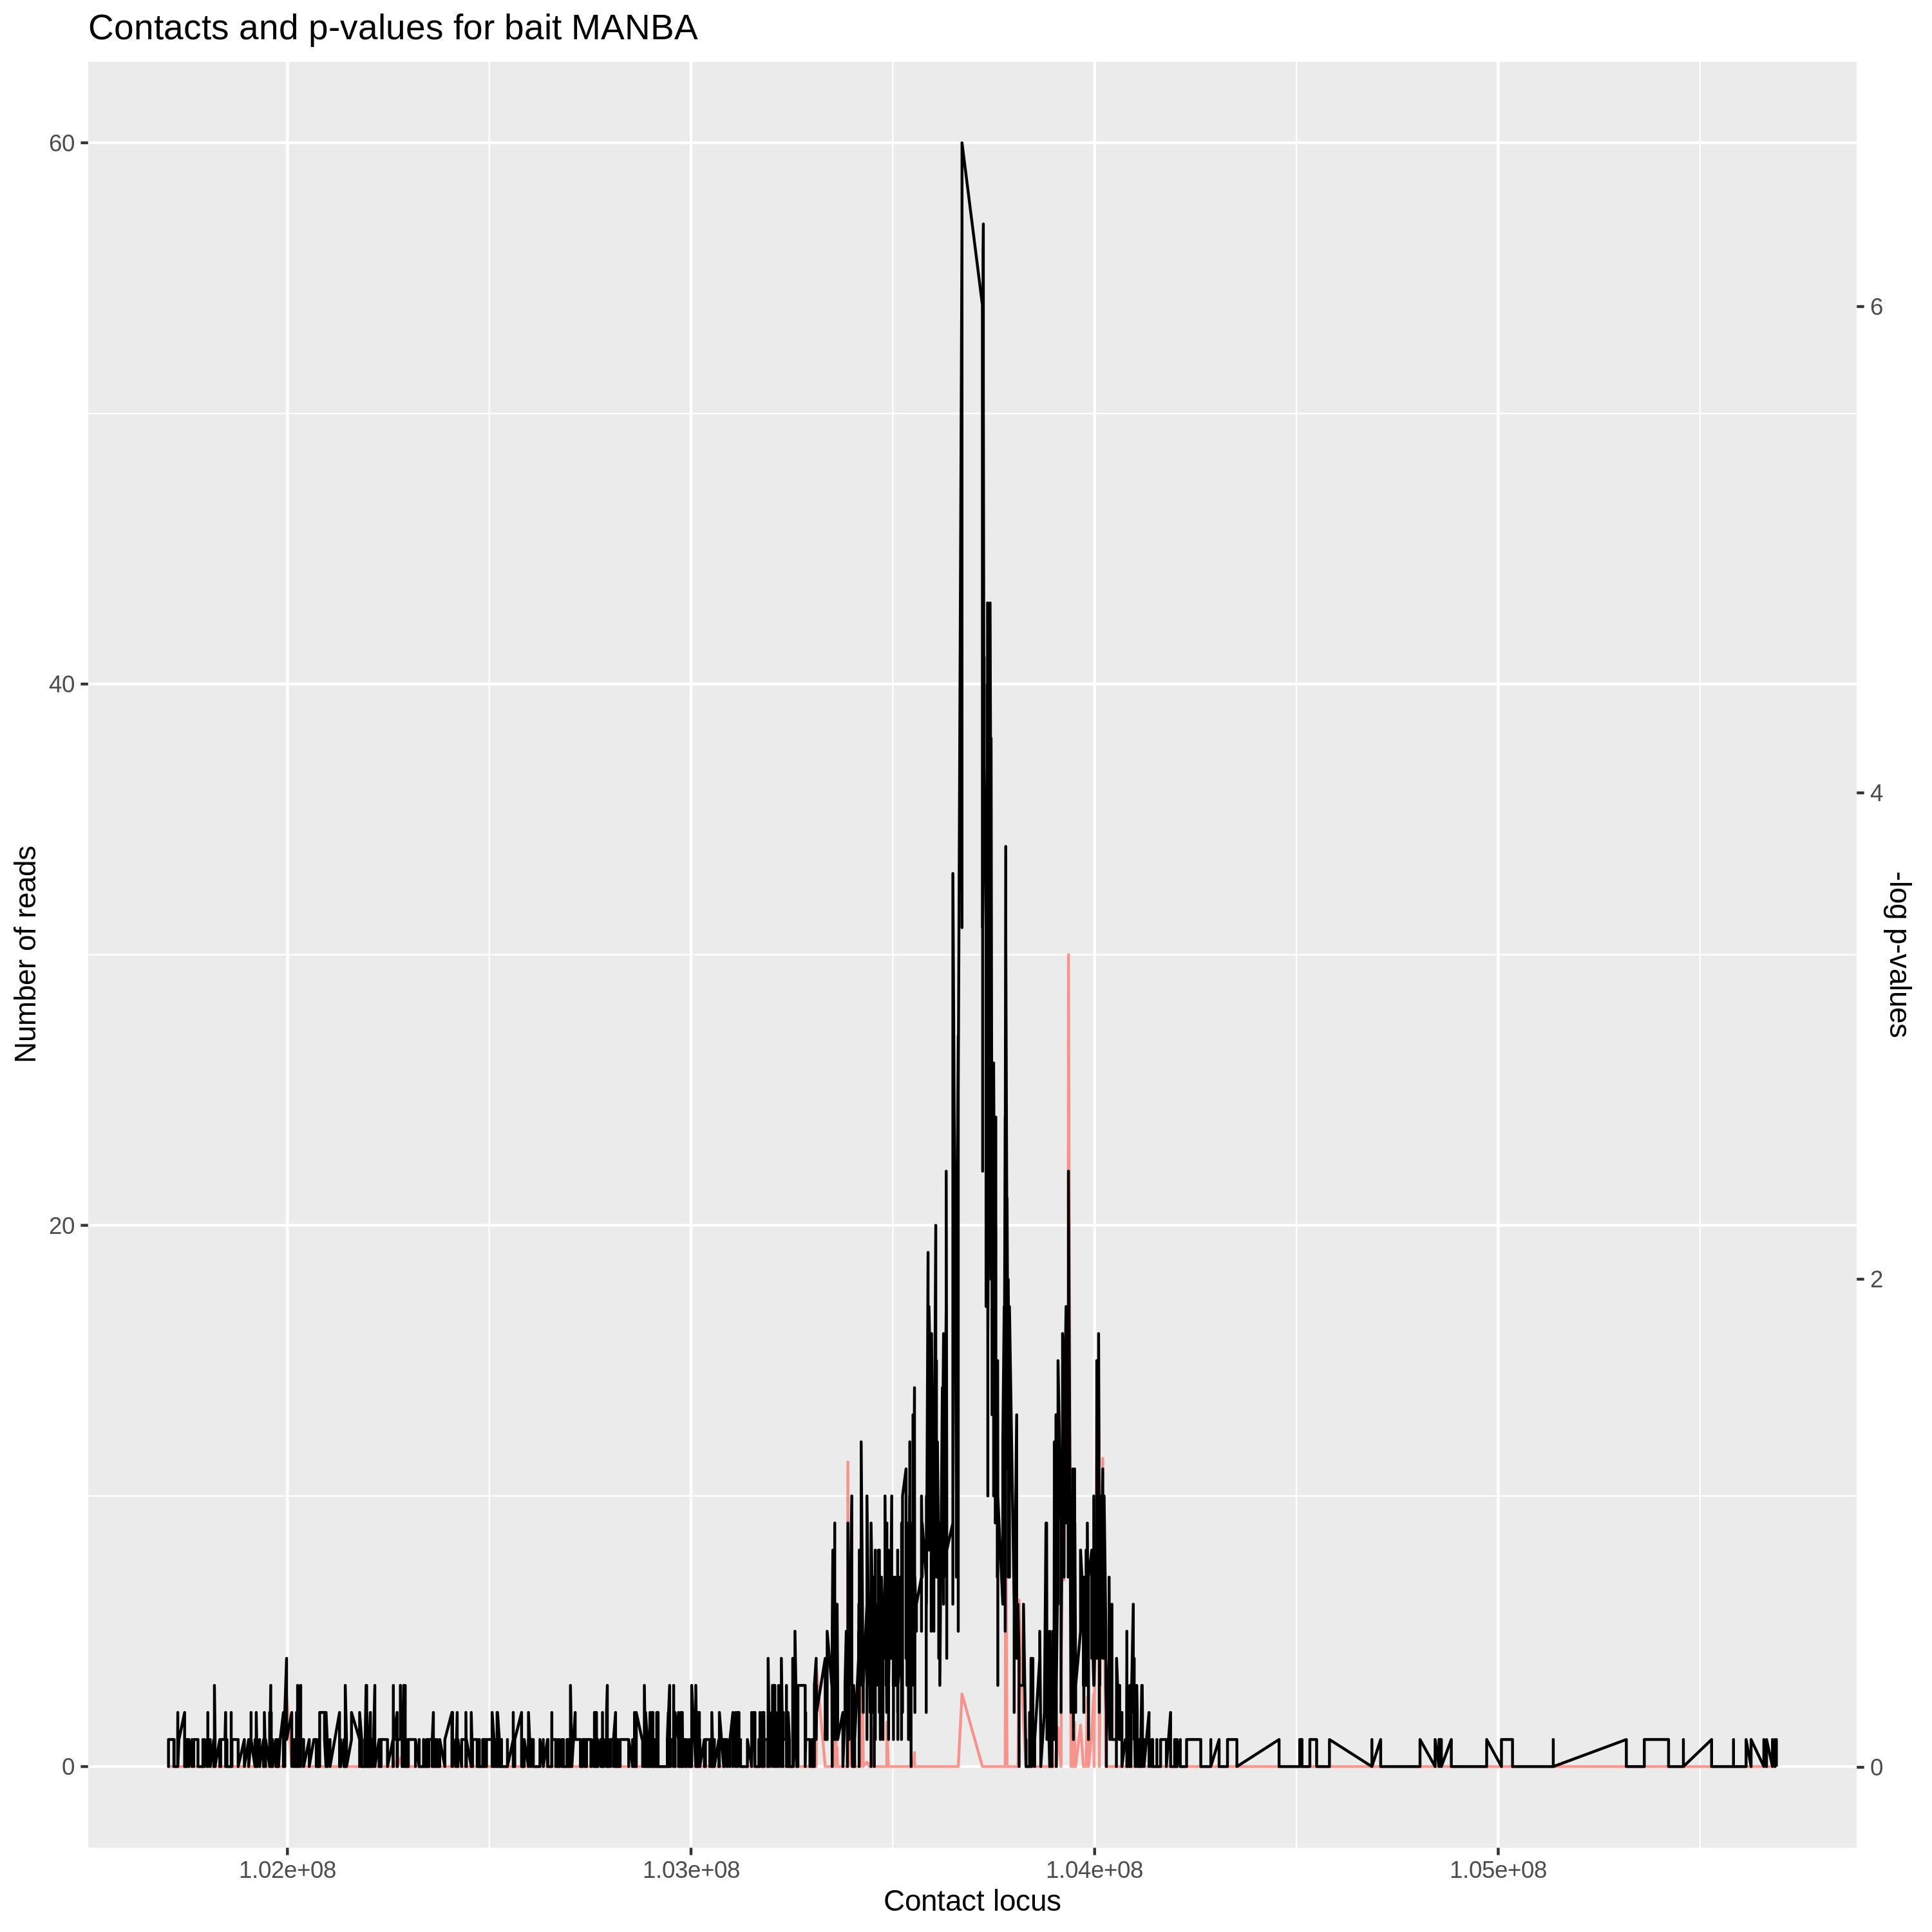 Contacts and p-values for bait MANBA
60
40
20
0
Number of reads
6
4
2
0
-log p-values
1.02e+08 1.03e+08 1.04e+08 1.05e+08
Contact locus